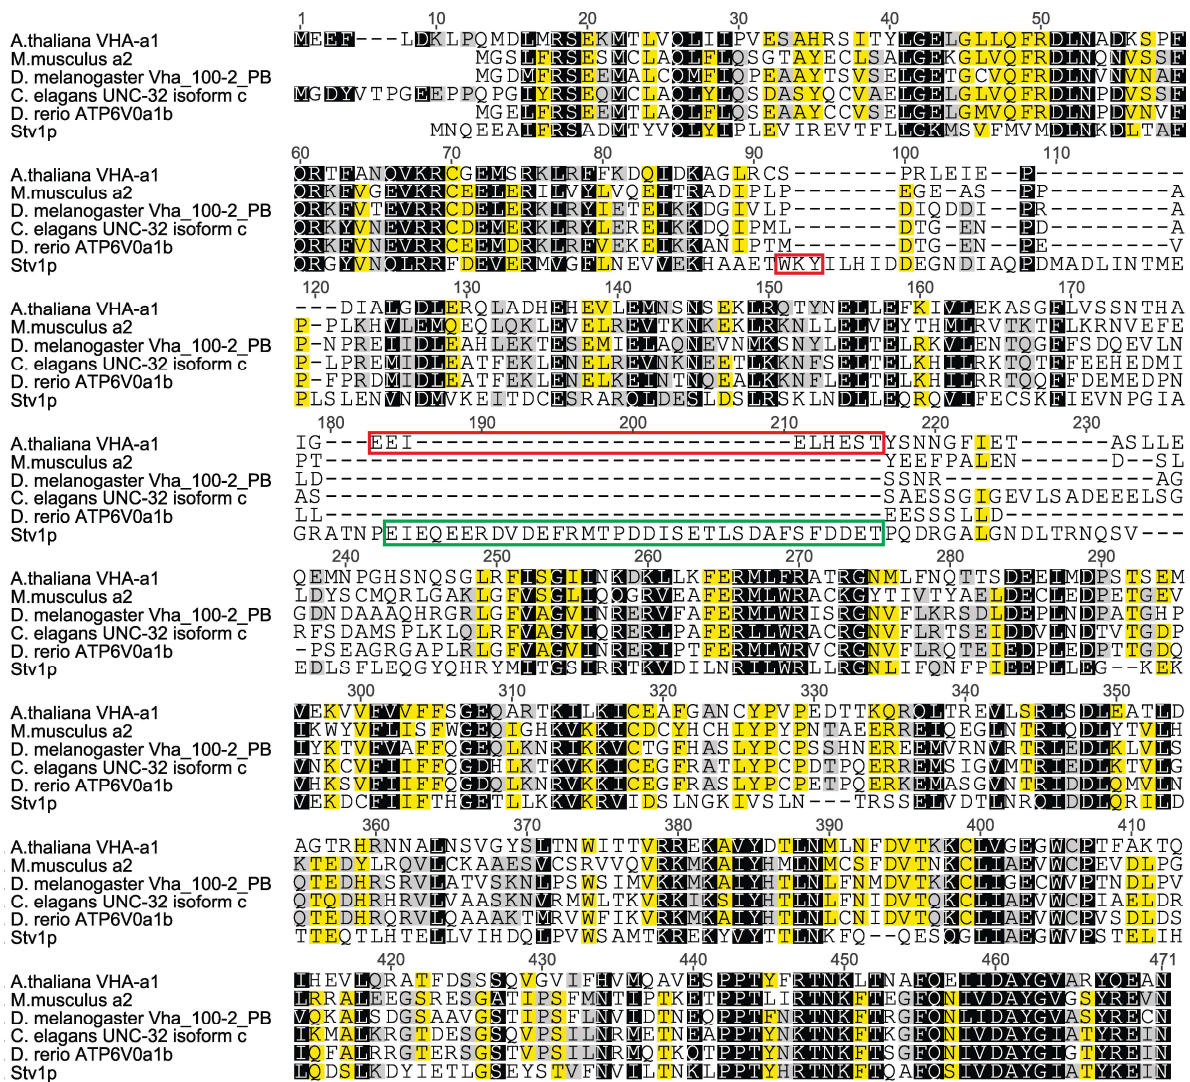 1 10 20 30 40 50
A.thaliana VHA-a1 MEEF---LDKLPQMDLMRSEKMTLVQLIIPVESAHRSITYLGELGLLQFRDLNADKSPF
M.musculus a2 MGSLFRSESMCLAQLFLQSGTAYECLSALGEKGLVQFRDLNQNVSSF
D. melanogaster Vha_100-2_PB MGDMFRSEEMALCQMFIQPEAAYTSVSELGETGCVQFRDLNVNVNAF
C. elagans UNC-32 isoform c MGDYVTPGEEPPQPGIYRSEQMCLAQLYLQSDASYQCVAELGELGLVQFRDLNPDVSSF
D. rerio ATP6V0a1b MGELFRSEEMTLAQLFLQSEAAYCCVSELGELGMVQFRDLNPDVNVF
Stv1p MNQEEAIFRSADMTYVQLYIPLEVIREVTFLLGKMSVFMVMDLNKDLTAF
60 70 80 90 100 110
A.thaliana VHA-a1 QRTFANQVKRCGEMSRKLRFFKDQIDKAGLRCS-------PRLEIE--P---------
M.musculus a2 QRKFVGEVKRCEELERILVYLVQEITRADIPLP-------EGE-AS-PP---------A
D. melanogaster Vha_100-2_PB QRKFVTEVRRCDELERKIRYIETEIKKDGIVLP-------DIQDDI--PR--------A
C. elagans UNC-32 isoform c QRKYVNEVRRCDEMERKLRYLEREIKKDQIPML-------DTG-EN-P----------A
D. rerio ATP6V0a1b QRKFVNEVRRCEEMDRKLRFVEKEIKKANIPTM-------DTG-EN-PE---------V
Stv1p QRGYVNQLRRFDEVERMVGFLNEVVEKHAAETWKYILHIDDEGNDIAQPDMADLINTME
120 130 140 150 160 170
A.thaliana VHA-a1 ---DIALGDLERQLADHEHEVLEMNSNSEKLRQTYNELLEFKIVLEKASGFLVSSNTHA
M.musculus a2 P-PLKHVLEMQEQLQKLEVELREVTKNKEKLRKNLLELVEYTHMLRVTKTFLKRNVEFE
D. melanogaster Vha_100-2_PB P-NPREIIDLEAHLEKTESEMIELAQNEVNMKSNYLELTELRKVLENTQGFFSDQEVLN
C. elagans UNC-32 isoform c P-LPREMIDLEATFEKLENELREVNKNEETLKKNFSELTELKHILRKTQTFFEEHEDMI
D. rerio ATP6V0a1b P-FPRDMIDLEATFEKLENELKEINTNQEALKKNFLELTELKHILRRTQQFFDEMEDPN
Stv1p PLSLENVNDMVKEITDCESRARQLDESLDSLRSKLNDLLEQRQVIFECSKFIEVNPGIA
180 190 200 210 220 230
A.thaliana VHA-a1 IG---EEI-------------------------ELHESTYSNNGFIET-------ASLLE
M.musculus a2 PT-------------------------------------YEEFPALEN-------D--SL
D. melanogaster Vha_100-2_PB LD-------------------------------------SSNR------------AG
C. elagans UNC-32 isoform c AS-------------------------------------SAESSGIGEVLSADEEELSG
D. rerio ATP6V0a1b LL-------------------------------------EESSSLLD-----------
Stv1p GRATNPEIEQEERDVDEFRMTPDDISETLSDAFSFDDETPQDRGALGNDLTRNQSV---
240 250 260 270 280 290
A.thaliana VHA-a1 QEMNPGHSNQSGLRFISGIINKDKLLKFERMLFRATRGNMLFNQTTSDEEIMDPSTSEM
M.musculus a2 LDYSCMQRLGAKLGFVSGLIQQGRVEAFERMLWRACKGYTIVTYAELDECLEDPETGEV
D. melanogaster Vha_100-2_PB GDNDAAAQHRGRLGFVAGVINRERVFAFERMLWRISRGNVFLKRSDLDEPLNDPATGHP
C. elagans UNC-32 isoform c RFSDAMSPLKLQLRFVAGVIQRERLPAFERLLWRACRGNVFLRTSEIDDVLNDTVTGDP
D. rerio ATP6V0a1b -PSEAGRGAPLRLGFVAGVINRERIPTFERMLWRVCRGNVFLRQTEIEDPLEDPTTGDQ
Stv1p EDLSFLEQGYQHRYMITGSIRRTKVDILNRILWRLLRGNLIFQNFPIEEPLLEG--KEK
300 310 320 330 340 350
A.thaliana VHA-a1 VEKVVFVVFFSGEQARTKILKICEAFGANCYPVPEDTTKQRQLTREVLSRLSDLEATLD
M.musculus a2 IKWYVFLISFWGEQIGHKVKKICDCYHCHIYPYPNTAEERREIQEGLNTRIQDLYTVLH
D. melanogaster Vha_100-2_PB IYKTVFVAFFQGEQLKNRIKKVCTGFHASLYPCPSSHNEREEMVRNVRTRLEDLKLVLS
C. elagans UNC-32 isoform c VNKCVFIIFFQGDHLKTKVKKICEGFRATLYPCPDTPQERREMSIGVMTRIEDLKTVLG
D. rerio ATP6V0a1b VHKSVFIIFFQGDQLKNRVKKICEGFRASLYPCPETPQERKEMASGVNTRIDDLQMVLN
Stv1p VEKDCFIIFTHGETLLKKVKRVIDSLNGKIVSLN---TRSSELVDTLNRQIDDLQRILD
360 370 380 390 400 410
A.thaliana VHA-a1 AGTRHRNNALNSVGYSLTNWITTVRREKAVYDTLNMLNFDVTKKCLVGEGWCPTFAKTQ
M.musculus a2 KTEDYLRQVLCKAAESVCSRVVQVRKMKAIYHMLNMCSFDVTNKCLIAEVWCPEVDLPG
D. melanogaster Vha_100-2_PB QTEDHRSRVLATVSKNLPSWSIMVKKMKAIYHTLNLFNMDVTKKCLIGECWVPTNDLPV
C. elagans UNC-32 isoform c QTQDHRHRVLVAASKNVRMWLTKVRKIKSIYHTLNLFNIDVTQKCLIAEVWCPIAELDR
D. rerio ATP6V0a1b QTEDHRQRVLQAAAKTMRVWFIKVRKMKAIYHTLNLCNIDVTQKCLIAEVWCPVSDLDS
Stv1p TTEQTLHTELLVIHDQLPVWSAMTKREKYVYTTLNKFQ--QESQGLIAEGWVPSTELIH
420 430 440 450 460 471
A.thaliana VHA-a1 IHEVLQRATFDSSSQVGVIFHVMQAVESPPTYFRTNKLTNAFQEIIDAYGVARYQEAN
M.musculus a2 LRRALEEGSRESGATIPSFMNTIPTKETPPTLIRTNKFTEGFQNIVDAYGVGSYREVN
D. melanogaster Vha_100-2_PB VQKALSDGSAAVGSTIPSFLNVIDTNEQPPTFNRTNKFTRGFQNLVDAYGVASYRECN
C. elagans UNC-32 isoform c IKMALKRGTDESGSQVPSILNRMETNEAPPTYNKTNKFTKGFQNIVDAYGIATYREIN
D. rerio ATP6V0a1b IQFALRRGTERSGSTVPSILNRMQTKQTPPTYNKTNKFTSGFQNIVDAYGIGTYREIN
Stv1p LQDSLKDYIETLGSEYSTVFNVILTNKLPPTYHRTNKFTQAFQSIVDAYGIATYKEIN